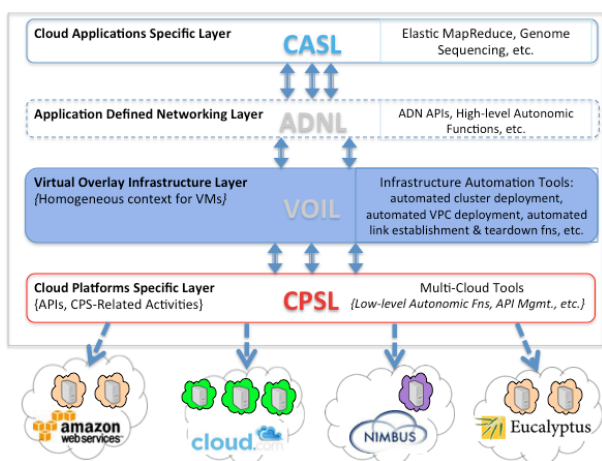 Cloud Applications Specific Layer
CASL
Elastic MapReduce, Genome
Sequencing, etc.
Application Defined Networking Layer
ADNL
ADN APIs, High-level Autonomic
Functions, etc.
Virtual Overlay Infrastructure Layer
{Homogeneous context for VMs}
VOIL
Infrastructure Automation Tools:
automated cluster deployment,
automated VPC deployment, automated
link establishment & teardown fns, etc.
Cloud Platforms Specific Layer
{APIs, CPS-Related Activities}
CPSL
Multi-Cloud Tools
{Low-level Autonomic Fns, API Mgmt., etc.}
amazon
webservices™
cloud.com
NIMBUS
Eucalyptus